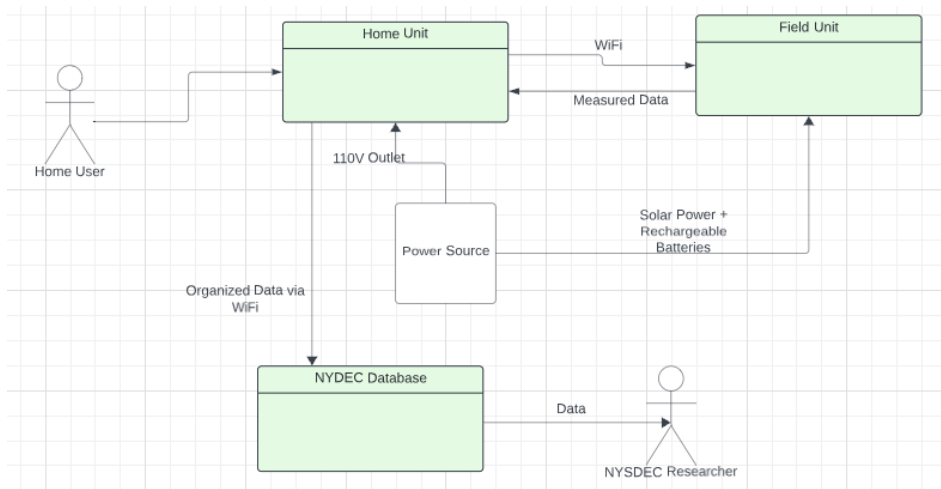 Home Unit
Field Unit
WiFi
Measured Data
Home User
110V Outlet
Power Source
Solar Power +
Rechargeable
Batteries
Organized Data via
WiFi
NYDEC Database
Data
NYSDEC Researcher